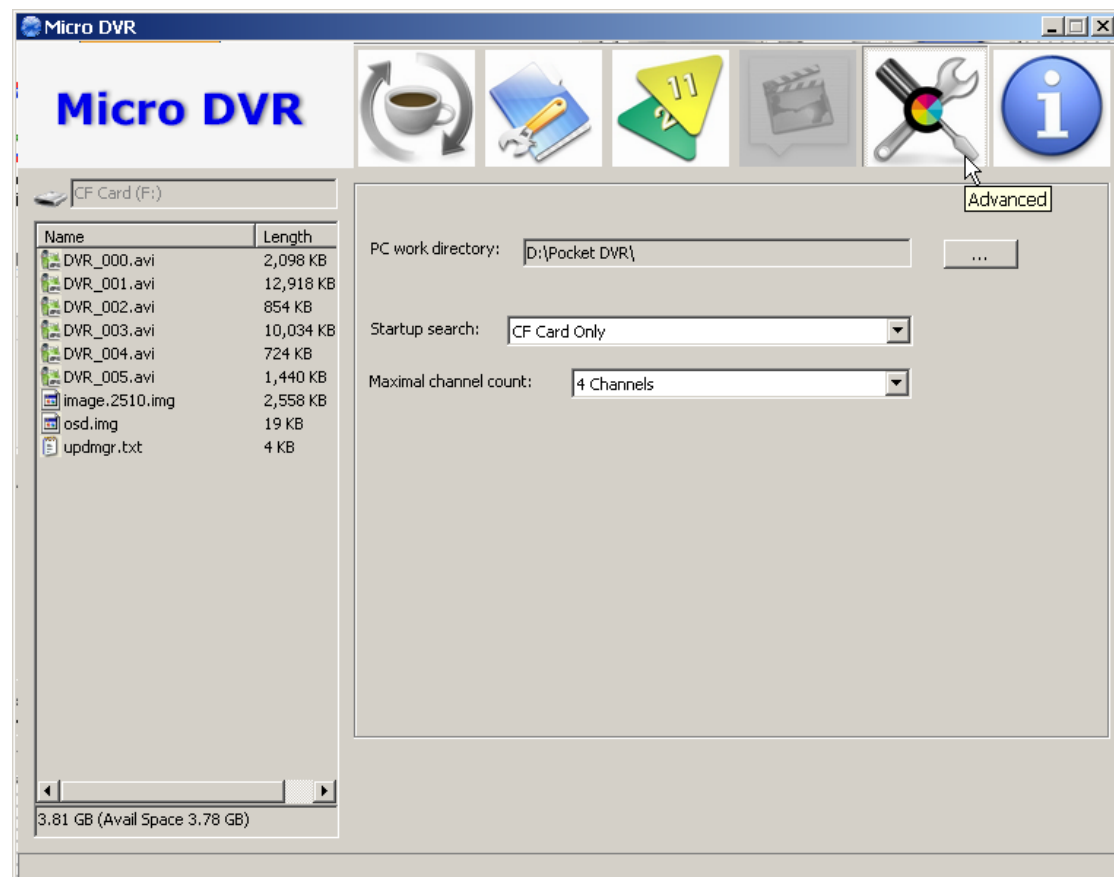 Micro DVR
Micro DVR
11
2
Advanced
CF Card (F:)
Name Length
DVR_000.avi 2,098 KB
DVR_001.avi 12,918 KB
DVR_002.avi 854 KB
DVR_003.avi 10,034 KB
DVR_004.avi 724 KB
DVR_005.avi 1,440 KB
image.2510.img 2,558 KB
osd.img 19 KB
updmgr.txt 4 KB
3.81 GB (Avail Space 3.78 GB)
PC work directory: D:\Pocket DVR\ ...
Startup search: CF Card Only
Maximal channel count: 4 Channels